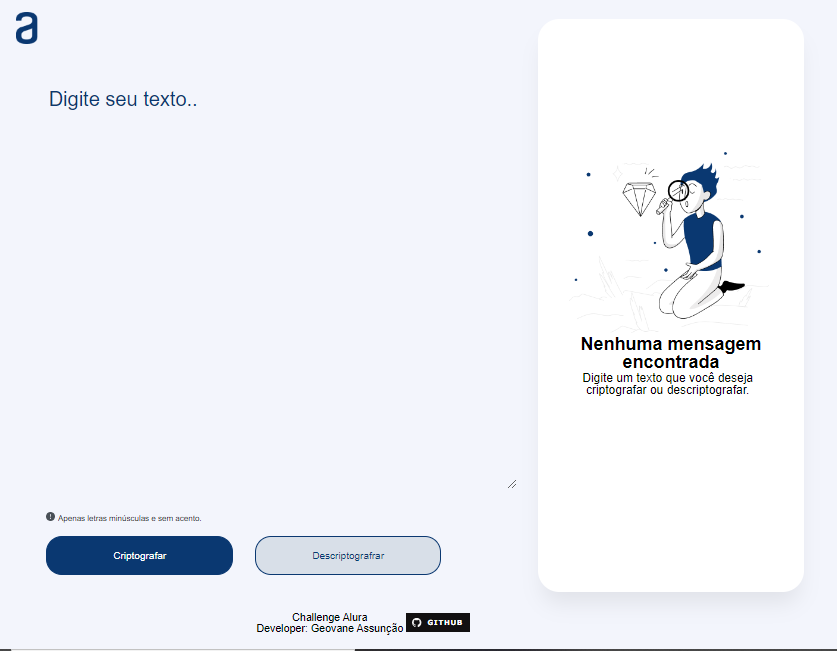 a
Digite seu texto..
Nenhuma mensagem
encontrada
Digite um texto que você deseja
criptografar ou descriptografar.
Apenas letras minúsculas e sem acento.
Criptografar
Descriptografrar
Challenge Alura
Developer: Geovane Assunção
GITHUB